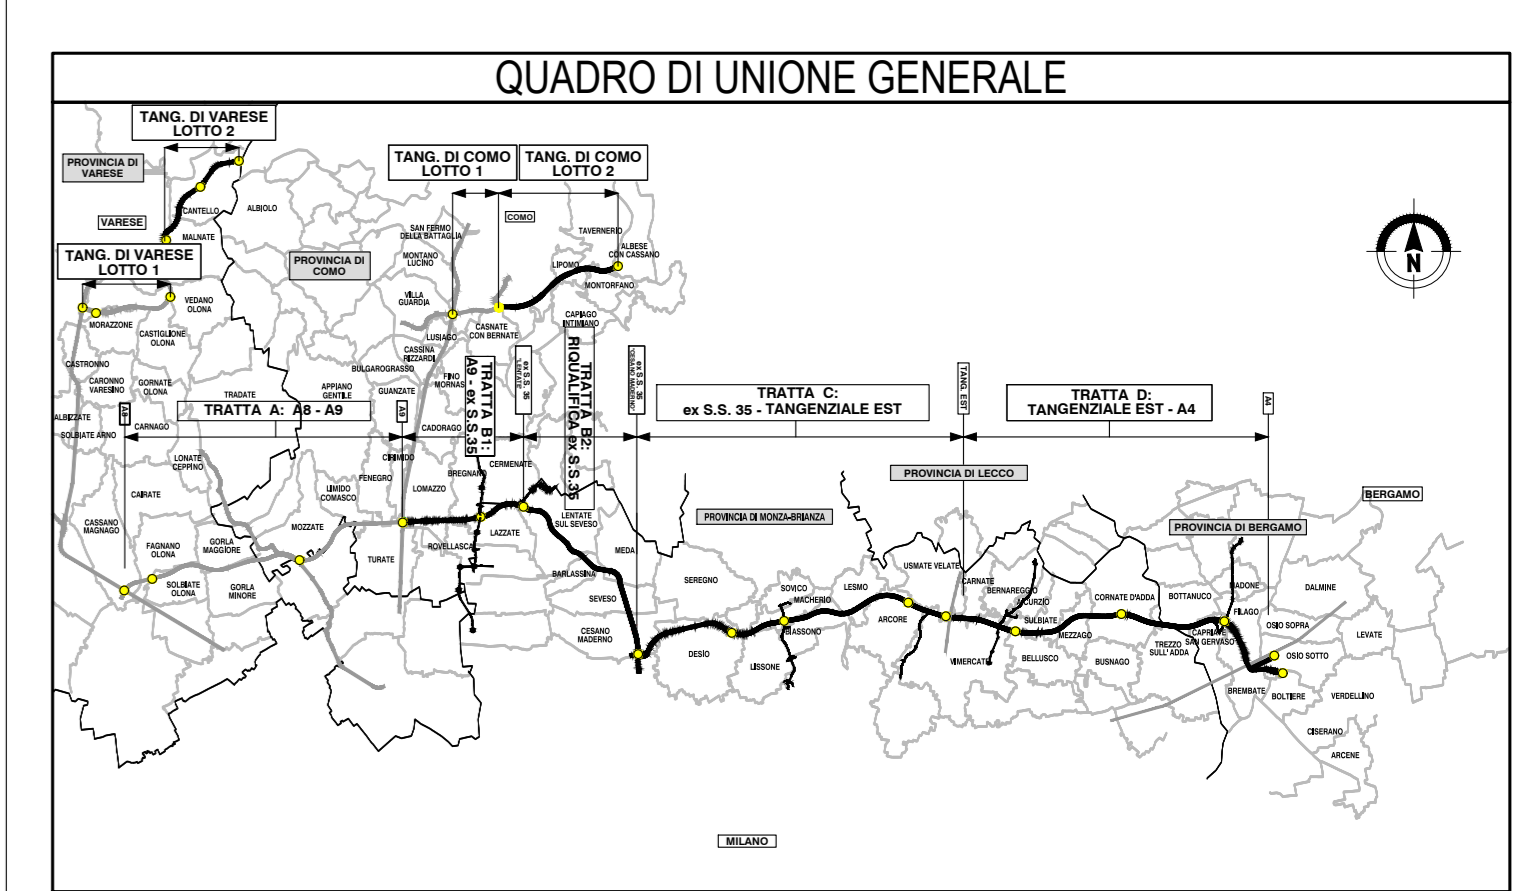 QUADRO DI UNIONE GENERALE
TANG. DI VARESE
LOTTO 2
PROVINCIA DI
VARESE
TANG. DI COMO
LOTTO 1
TANG. DI COMO
LOTTO 2
CANTELLO
ALBIOLO
VARESE
MALNATE
COMO
SAN FERMO
DELLA BATTAGLIA
TAVERNERIO
ALBESE
CON CASSANO
TANG. DI VARESE
LOTTO 1
PROVINCIA DI
COMO
MONTANO
LUCINO
LIPOMO
MONTORFANO
N
VEDANO
OLONA
VILLA
GUARDIA
MORAZZONE
CASTIGLIONE
OLONA
LUSIAGO
CASNATE
CON BERNATE
CAPIAGO
INTIMIANO
CASTRONNO
CASSINA
RIZZARDI
BULGAROGRASSO
CARONNO
VARESINO
GORNATE
OLONA
TRADATE
APPIANO
GENTILE
GUANZATE
FINO
MORNAS
TRATTA B1:
A9 - ex S.S.35
ex S.S. 35
"LENTATE"
TRATTA B2:
RIQUALIFICA ex S.S.35
ex S.S. 35
"CESANO MADERNO"
TRATTA C:
ex S.S. 35 - TANGENZIALE EST
TANG. EST
TRATTA D:
TANGENZIALE EST - A4
A4
A8
TRATTA A: A8 - A9
A9
ALBIZZATE
SOLBIATE ARNO
CARNAGO
CADORAGO
LONATE
CEPPINO
CIRIMIDO
FENEGRO
BREGNANO
CERMENATE
PROVINCIA DI LECCO
CAIRATE
LIMIDO
COMASCO
LOMAZZO
BERGAMO
CASSANO
MAGNAGO
MOZZATE
LENTATE
SUL SEVESO
PROVINCIA DI MONZA-BRIANZA
PROVINCIA DI BERGAMO
FAGNANO
OLONA
GORLA
MAGGIORE
TURATE
ROVELLASCA
LAZZATE
MEDA
SOLBIATE
OLONA
GORLA
MINORE
BARLASSINA
SEVESO
SEREGNO
SOVICO
MACHERIO
LESMO
USMATE VELATE
CARNATE
BERNAREGGIO
CURZIO
CORNATE D'ADDA
BOTTANUCO
MADONE
DALMINE
FILAGO
CESANO
MADERNO
DESIO
BIASSONO
LISSONE
ARCORE
SULBIATE
MEZZAGO
VIMERCATE
BELLUSCO
BUSNAGO
TREZZO
SULL' ADDA
CAPRIATE
SAN GERVASO
OSIO SOPRA
LEVATE
OSIO SOTTO
BREMBATE
BOLTIERE
VERDELLINO
CISERANO
ARCENE
MILANO